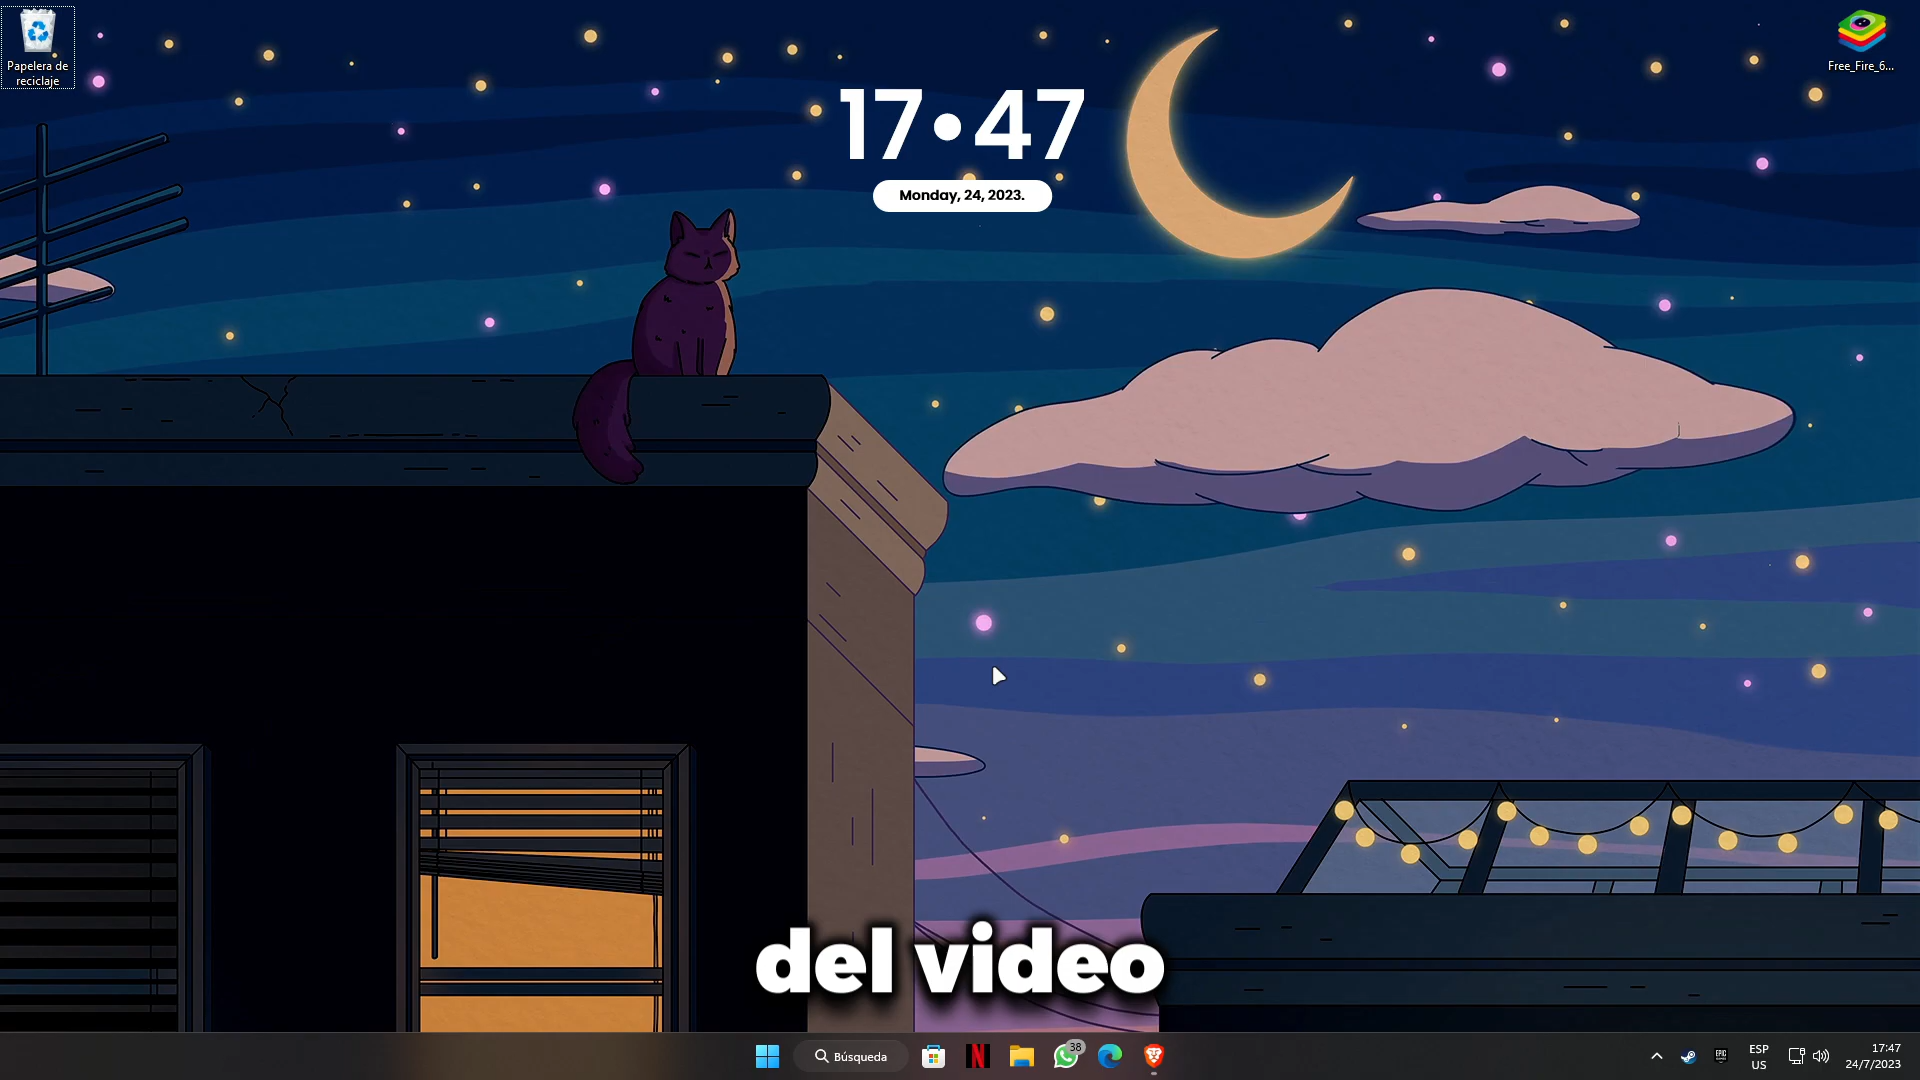 Papelera de
reciclaje
Free_Fire_6...
17•47
Monday, 24, 2023.
del video
Búsqueda
38
EPIC
ESP
US
17:47
24/7/2023